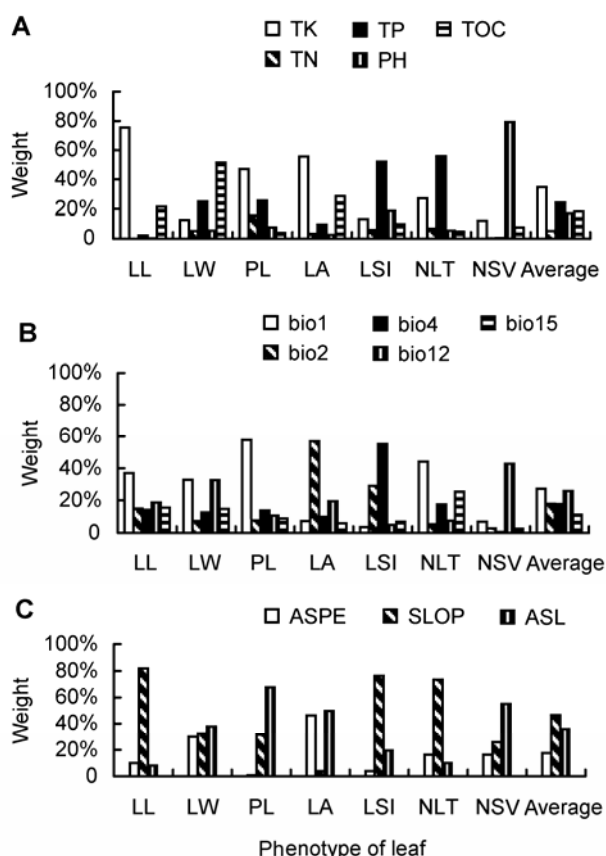 A
TK TP TOC
TN PH
100%
80%
60%
40%
20%
0
Weight
LL LW PL LA LSI NLT NSV Average
B
bio1 bio4 bio15
bio2 bio12
100%
80%
60%
40%
20%
0
Weight
LL LW PL LA LSI NLT NSV Average
C
ASPE SLOP ASL
100%
80%
60%
40%
20%
0
Weight
LL LW PL LA LSI NLT NSV Average
Phenotype of leaf